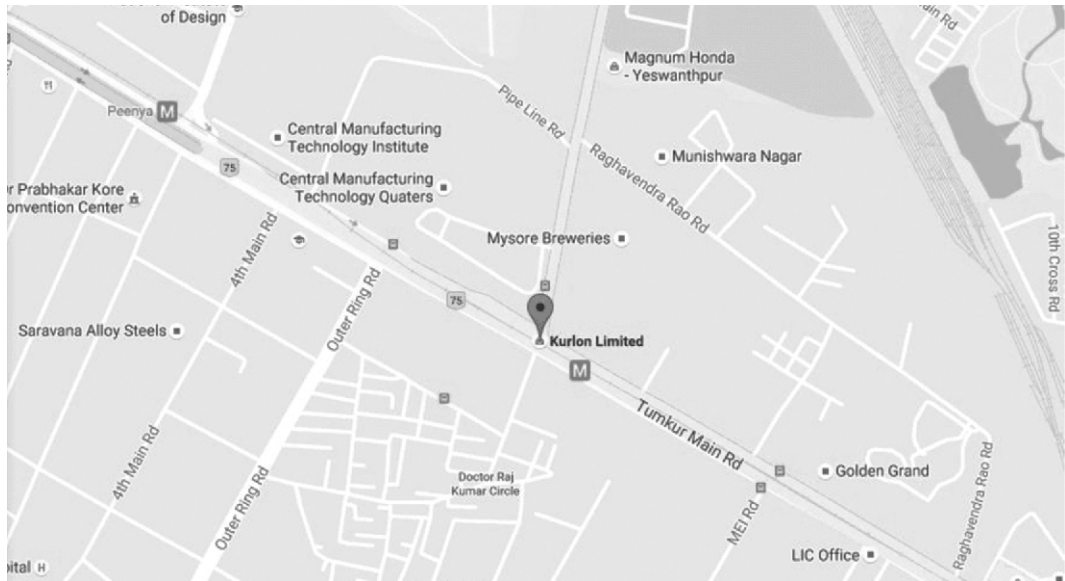 of Design
Magnum Honda
- Yeswanthpur
Main Rd
Peenya M
Pipe Line Rd
Central Manufacturing
Technology Institute
75
Raghavendra Rao Rd
Munishwara Nagar
Central Manufacturing
Technology Quaters
Prabhakar Kore
Convention Center
4th Main Rd
Mysore Breweries
10th Cross Rd
Outer Ring Rd
75
Saravana Alloy Steels
Kurlon Limited
M
Tumkur Main Rd
4th Main Rd
Doctor Raj
Kumar Circle
Golden Grand
Outer Ring Rd
MEI Rd
Raghavendra Rao Rd
LIC Office
pital H